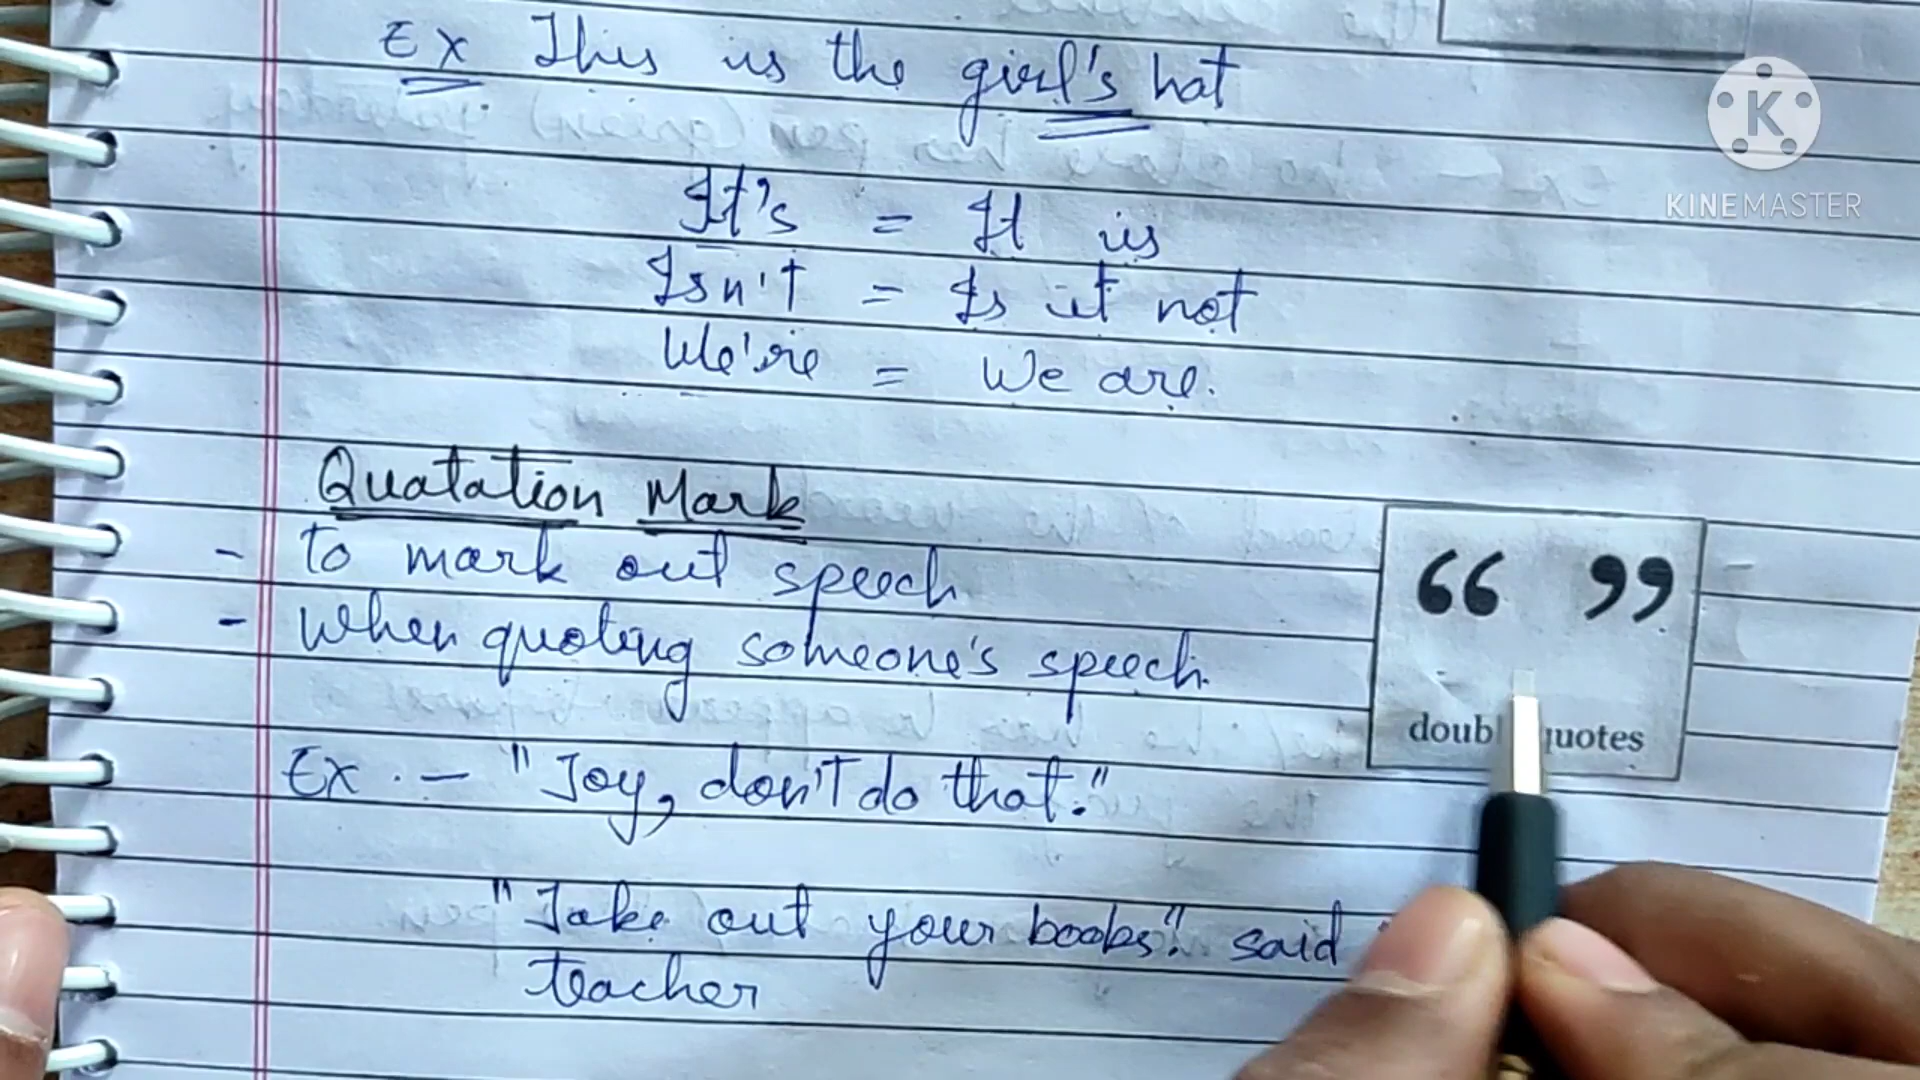 Ex This is the girl's hat
It's = It is
Isn't = Is it not
We're = We are.
Quatation Mark
- to mark out speech
- When quoting someone's speech.
“ ”
quotes
Ex. - "Joy, don't do that."
"Take out your books." said
teacher
KINEMASTER